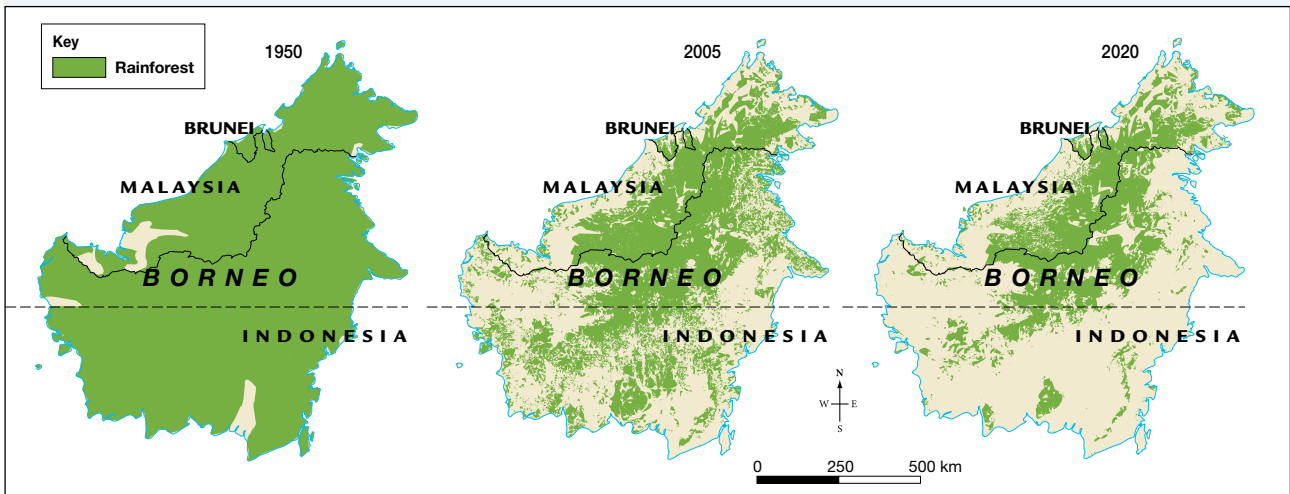 Key
Rainforest
1950
BRUNEI
MALAYSIA
BORNEO
INDONESIA
2005
BRUNEI
MALAYSIA
BORNEO
INDONESIA
2020
BRUNEI
MALAYSIA
BORNEO
INDONESIA
N
W E
S
0 250 500 km